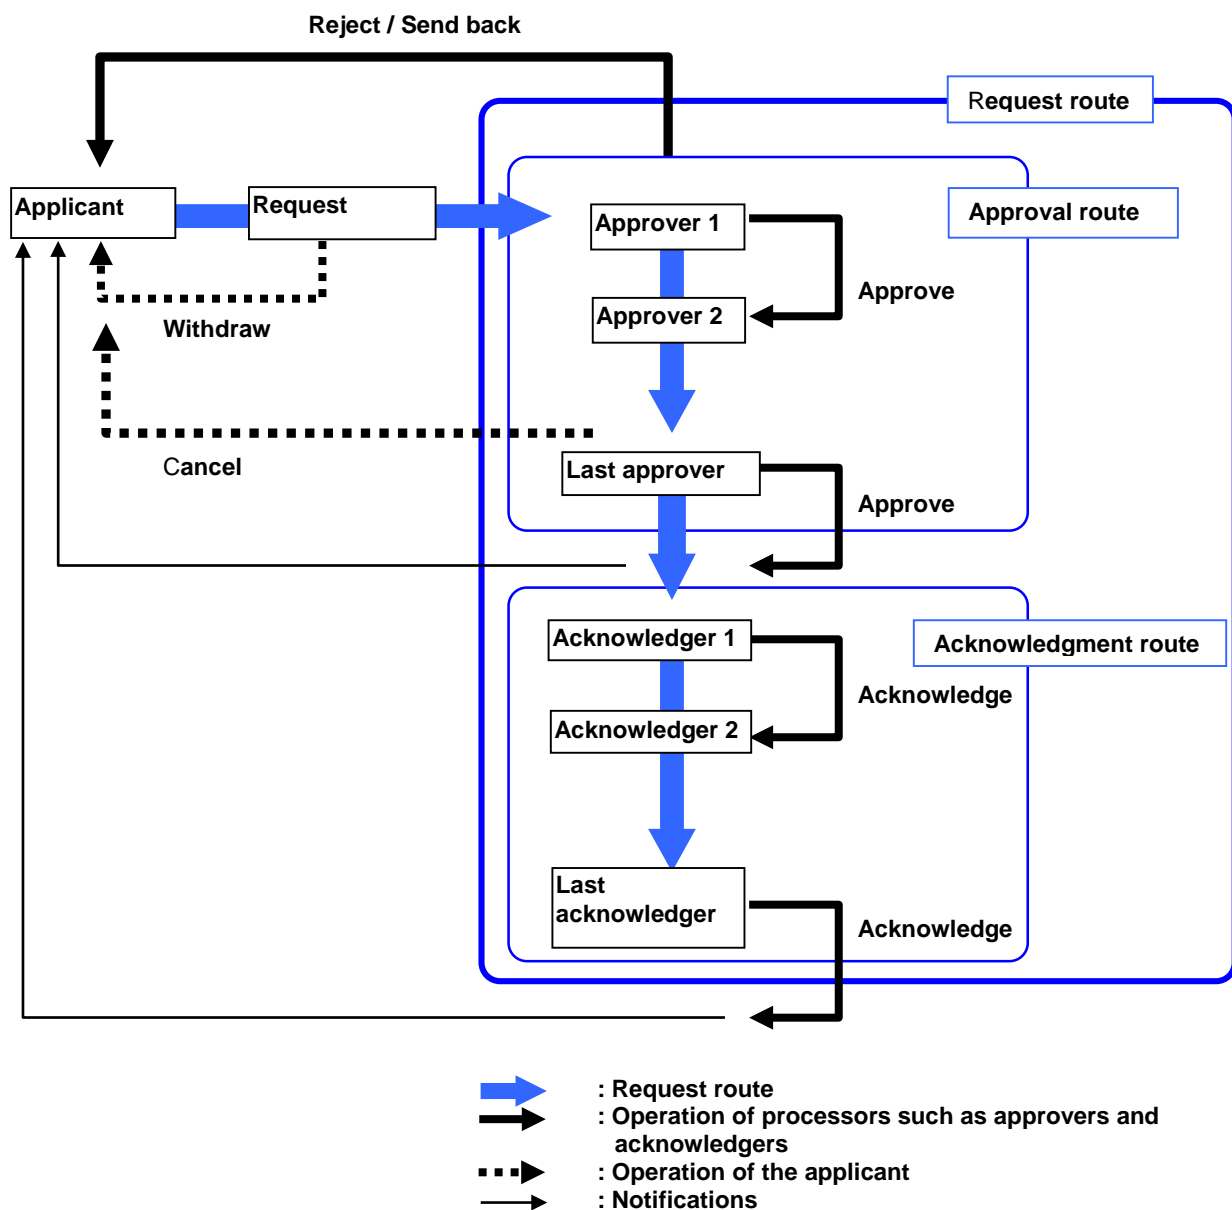 Reject / Send back
Request route
Applicant
Request
Approver 1
Approval route
Approve
Approver 2
Withdraw
Cancel
Last approver
Approve
Acknowledger 1
Acknowledgment route
Acknowledge
Acknowledger 2
Last
acknowledger
Acknowledge
: Request route
: Operation of processors such as approvers and
acknowledgers
: Operation of the applicant
: Notifications